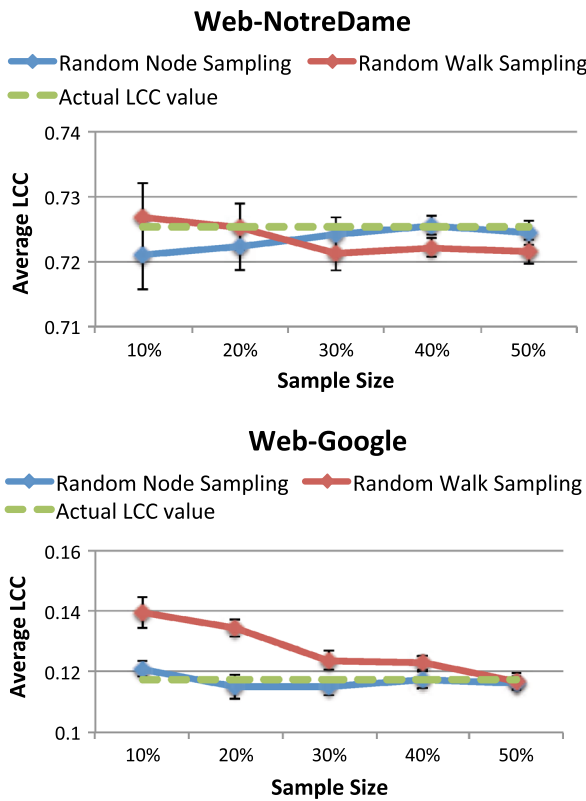 Web-NotreDame
Random Node Sampling Random Walk Sampling
Actual LCC value
0.74
0.73
0.72
0.71
Average LCC
10% 20% 30% 40% 50%
Sample Size
Web-Google
Random Node Sampling Random Walk Sampling
Actual LCC value
0.16
0.14
0.12
0.1
Average LCC
10% 20% 30% 40% 50%
Sample Size